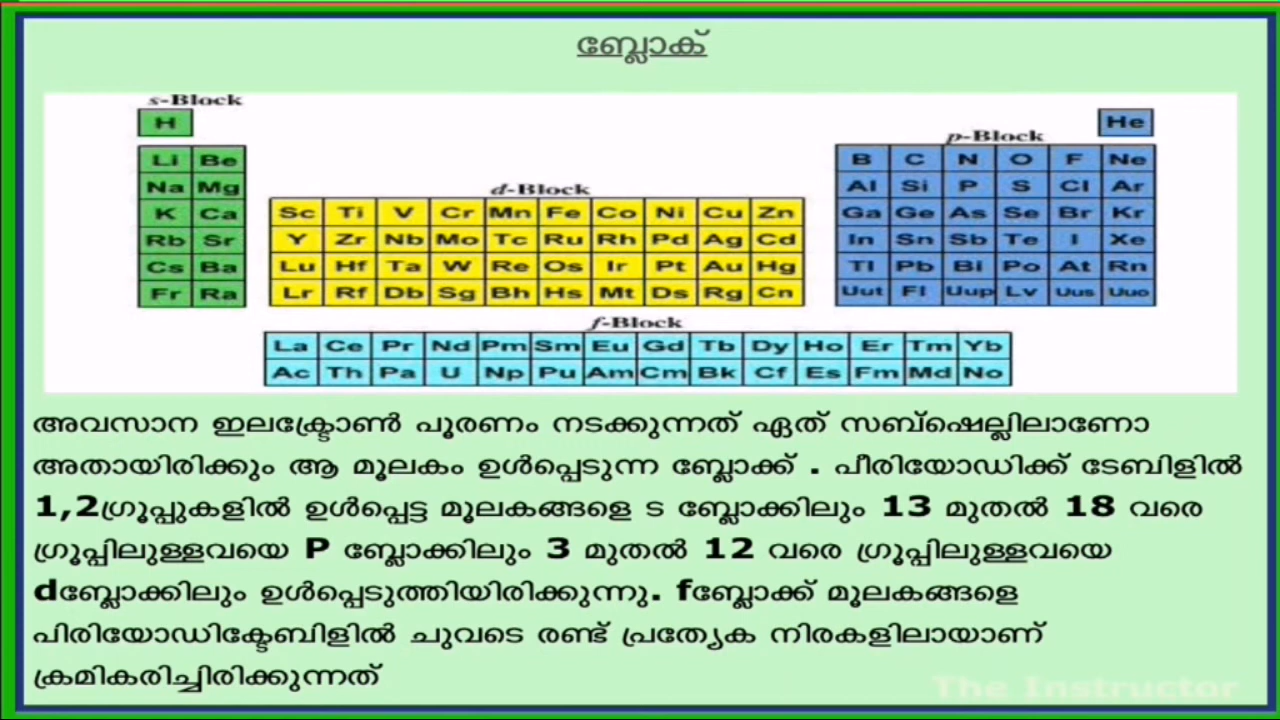 ബ്ലോക്
s-Block
H He
p-Block
Li Be B C N O F Ne
Na Mg Al Si P S Cl Ar
d-Block
K Ca Sc Ti V Cr Mn Fe Co Ni Cu Zn Ga Ge As Se Br Kr
Rb Sr Y Zr Nb Mo Tc Ru Rh Pd Ag Cd In Sn Sb Te I Xe
Cs Ba Lu Hf Ta W Re Os Ir Pt Au Hg Tl Pb Bi Po At Rn
Fr Ra Lr Rf Db Sg Bh Hs Mt Ds Rg Cn Uut Fl Uup Lv Uus Uuo
f-Block
La Ce Pr Nd Pm Sm Eu Gd Tb Dy Ho Er Tm Yb
Ac Th Pa U Np Pu Am Cm Bk Cf Es Fm Md No
അവസാന ഇലക്ട്രോൺ പൂരണം നടക്കുന്നത് ഏത് സബ്ഷെല്ലിലാണോ
അതായിരിക്കും ആ മൂലകം ഉൾപ്പെടുന്ന ബ്ലോക്ക് . പീരിയോഡിക്ക് ടേബിളിൽ
1,2ഗ്രൂപ്പുകളിൽ ഉൾപ്പെട്ട മൂലകങ്ങളെ ട ബ്ലോക്കിലും 13 മുതൽ 18 വരെ
ഗ്രൂപ്പിലുള്ളവയെ P ബ്ലോക്കിലും 3 മുതൽ 12 വരെ ഗ്രൂപ്പിലുള്ളവയെ
dബ്ലോക്കിലും ഉൾപ്പെടുത്തിയിരിക്കുന്നു. fബ്ലോക്ക് മൂലകങ്ങളെ
പിരിയോഡിക്ടേബിളിൽ ചുവടെ രണ്ട് പ്രത്യേക നിരകളിലായാണ്
ക്രമികരിച്ചിരിക്കുന്നത്
The Instructor